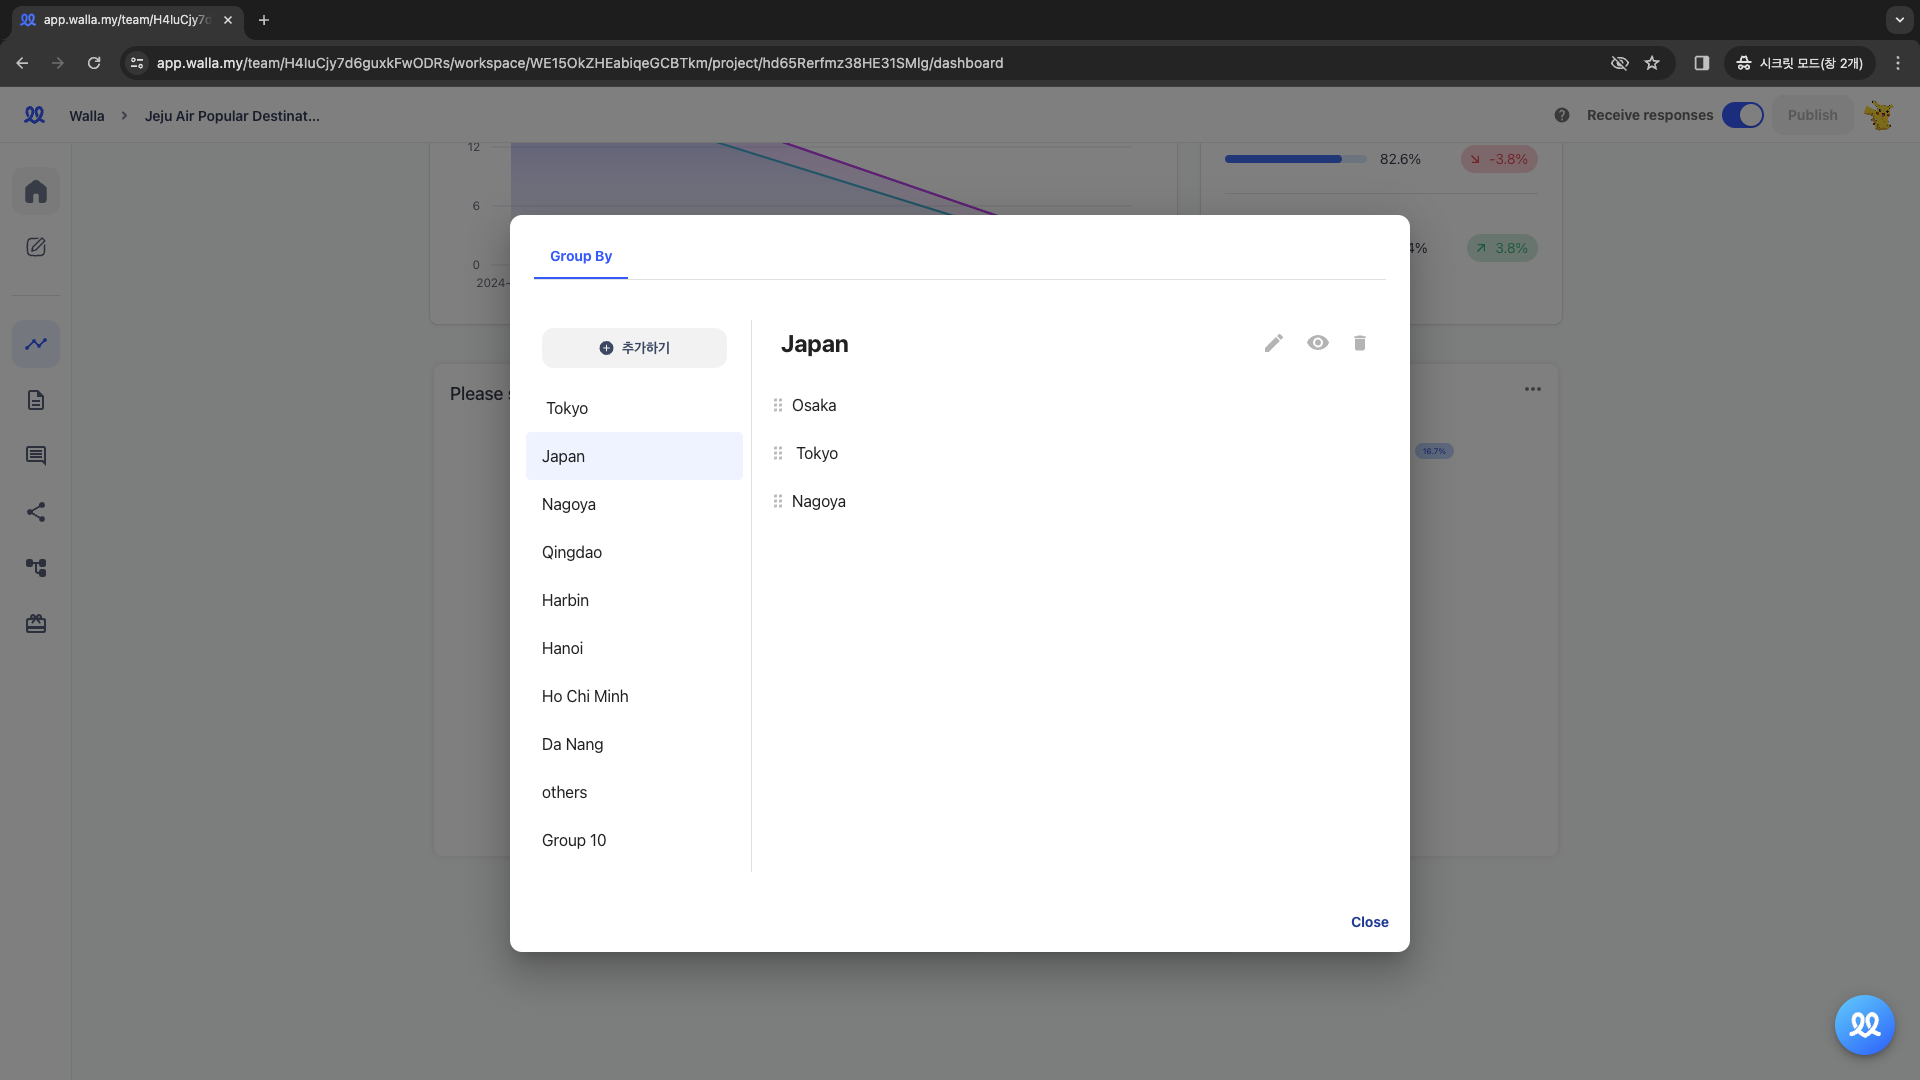 app.walla.my/team/H4IuCjy7d
app.walla.my/team/H4IuCjy7d6guxkFwODRs/workspace/WE15OkZHEabiqeGCBTkm/project/hd65Rerfmz38HE31SMlg/dashboard
시크릿 모드(창 2개)
Walla
Jeju Air Popular Destinat...
Receive responses
Publish
12
82.6%
-3.8%
6
4%
3.8%
0
2024-
Group By
추가하기
Japan
Tokyo
Japan
Nagoya
Qingdao
Harbin
Hanoi
Ho Chi Minh
Da Nang
others
Group 10
Osaka
Tokyo
Nagoya
Please
16.7%
Close